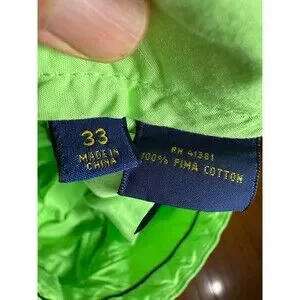 33
MADE IN
CHINA
RN 41381
100% PIMA COTTON